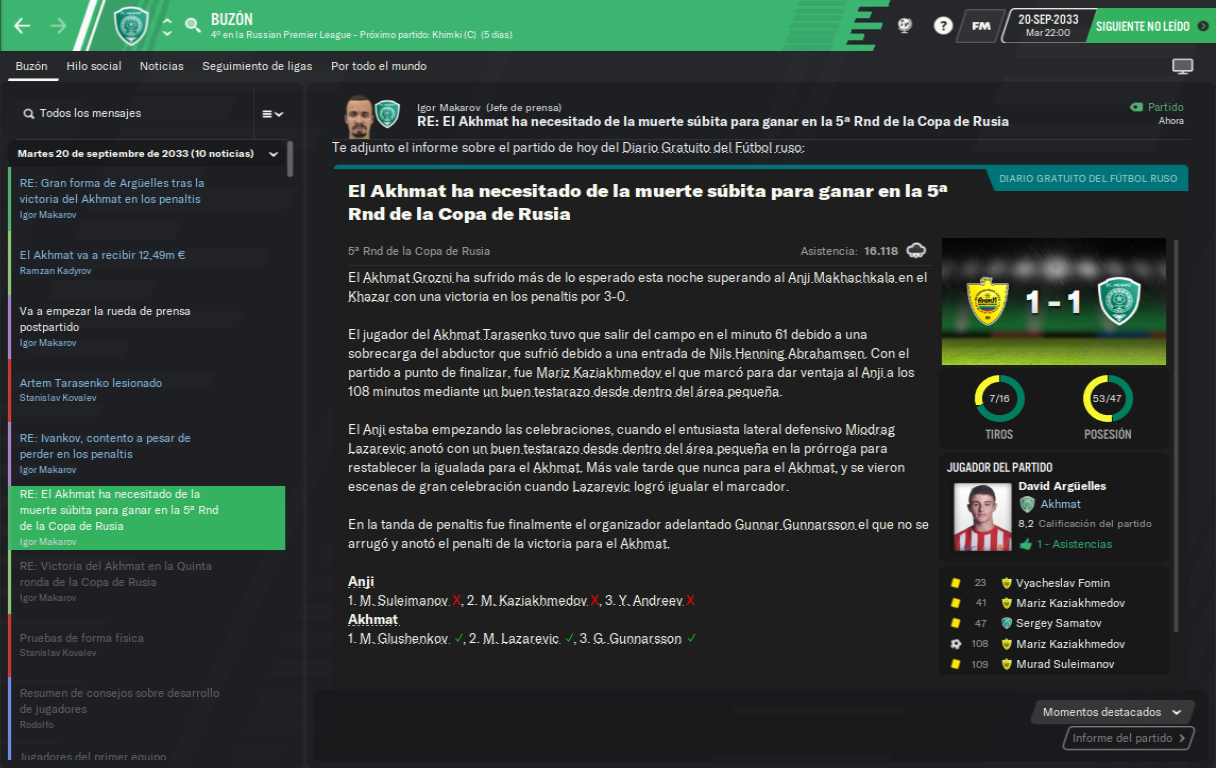 BUZÓN
4º en la Russian Premier League - Próximo partido: Khimki (C) (5 días)
?
FM
20-SEP-2033
Mar 22:00
SIGUIENTE NO LEÍDO
Buzón
Hilo social
Noticias
Seguimiento de ligas
Por todo el mundo
Todos los mensajes
Martes 20 de septiembre de 2033 (10 noticias)
RE: Gran forma de Argüelles tras la
victoria del Akhmat en los penaltis
Igor Makarov
El Akhmat va a recibir 12,49m €
Ramzan Kadyrov
Va a empezar la rueda de prensa
postpartido
Igor Makarov
Artem Tarasenko lesionado
Stanislav Kovalev
RE: Ivankov, contento a pesar de
perder en los penaltis
Igor Makarov
RE: El Akhmat ha necesitado de la
muerte súbita para ganar en la 5ª Rnd
de la Copa de Rusia
Igor Makarov
RE: Victoria del Akhmat en la Quinta
ronda de la Copa de Rusia
Igor Makarov
Pruebas de forma física
Stanislav Kovalev
Resumen de consejos sobre desarrollo
de jugadores
Rodolfo
Jugadores del primer equipo
Igor Makarov (Jefe de prensa)
RE: El Akhmat ha necesitado de la muerte súbita para ganar en la 5ª Rnd de la Copa de Rusia
Partido
Ahora
Te adjunto el informe sobre el partido de hoy del Diario Gratuito del Fútbol ruso:
DIARIO GRATUITO DEL FÚTBOL RUSO
El Akhmat ha necesitado de la muerte súbita para ganar en la 5ª
Rnd de la Copa de Rusia
5ª Rnd de la Copa de Rusia
Asistencia: 16.118
El Akhmat Grozni ha sufrido más de lo esperado esta noche superando al Anji Makhachkala en el
Khazar con una victoria en los penaltis por 3-0.
El jugador del Akhmat Tarasenko tuvo que salir del campo en el minuto 61 debido a una
sobrecarga del abductor que sufrió debido a una entrada de Nils Henning Abrahamsen. Con el
partido a punto de finalizar, fue Mariz Kaziakhmedov el que marcó para dar ventaja al Anji a los
108 minutos mediante un buen testarazo desde dentro del área pequeña.
El Anji estaba empezando las celebraciones, cuando el entusiasta lateral defensivo Miodrag
Lazarevic anotó con un buen testarazo desde dentro del área pequeña en la prórroga para
restablecer la igualada para el Akhmat. Más vale tarde que nunca para el Akhmat, y se vieron
escenas de gran celebración cuando Lazarevic logró igualar el marcador.
En la tanda de penaltis fue finalmente el organizador adelantado Gunnar Gunnarsson el que no se
arrugó y anotó el penalti de la victoria para el Akhmat.
Anji
1. M. Suleimanov X, 2. M. Kaziakhmedov X, 3. Y. Andreev X
Akhmat
1. M. Glushenkov ✓, 2. M. Lazarevic ✓, 3. G. Gunnarsson ✓
1 - 1
7/16
53/47
TIROS
POSESIÓN
JUGADOR DEL PARTIDO
David Argüelles
Akhmat
8,2 Calificación del partido
1 - Asistencias
23 Vyacheslav Fomin
41 Mariz Kaziakhmedov
47 Sergey Samatov
108 Mariz Kaziakhmedov
109 Murad Suleimanov
Momentos destacados
Informe del partido